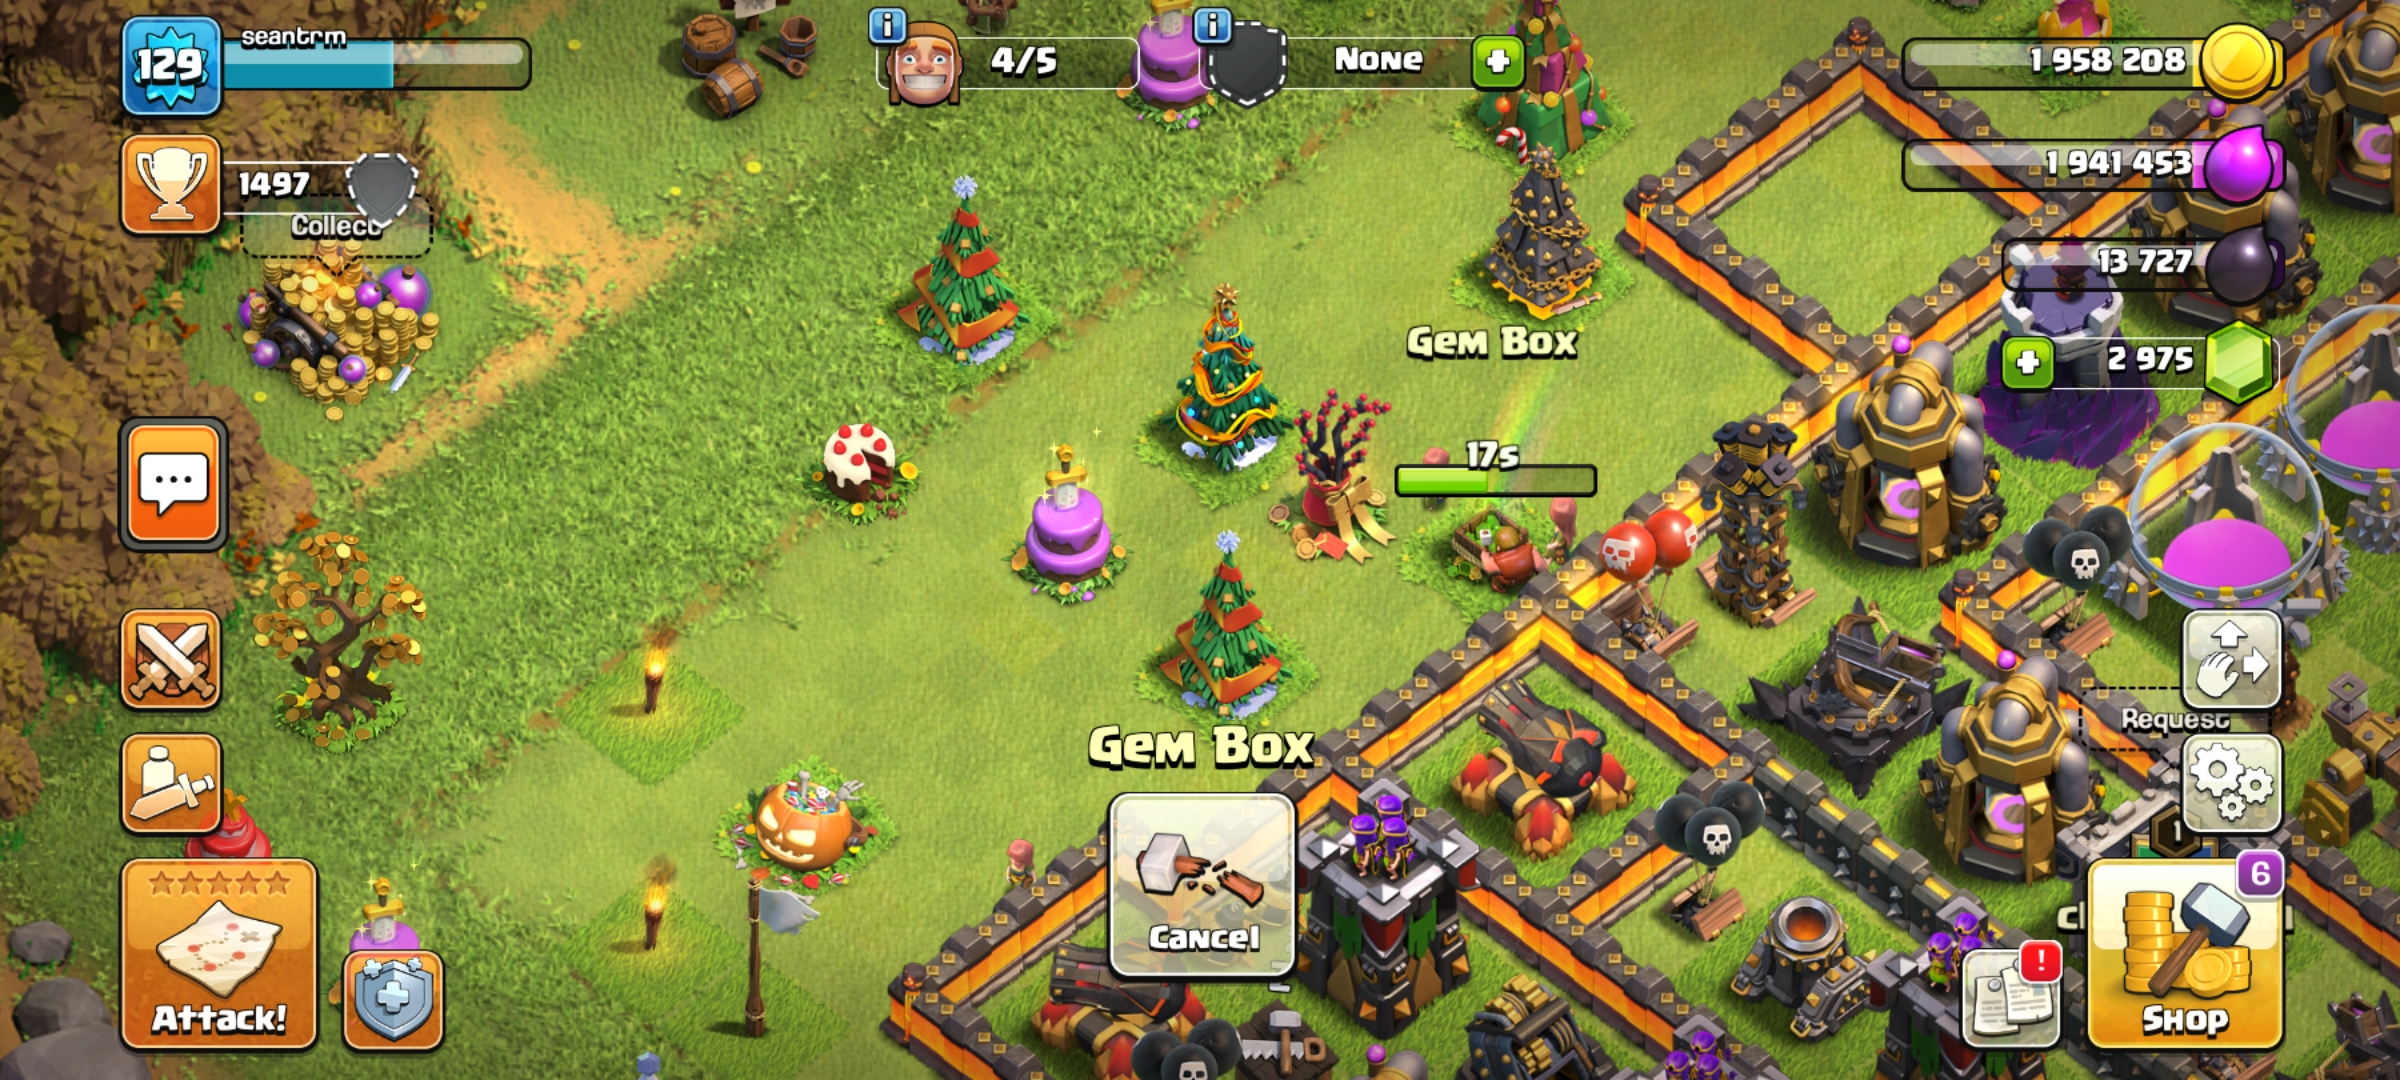 129
seantrm
4/5
None
1 958 208
1497
Collect
1 941 453
13 727
Gem Box
2 975
17s
Request
Gem Box
1
6
Cancel
Attack!
!
Shop